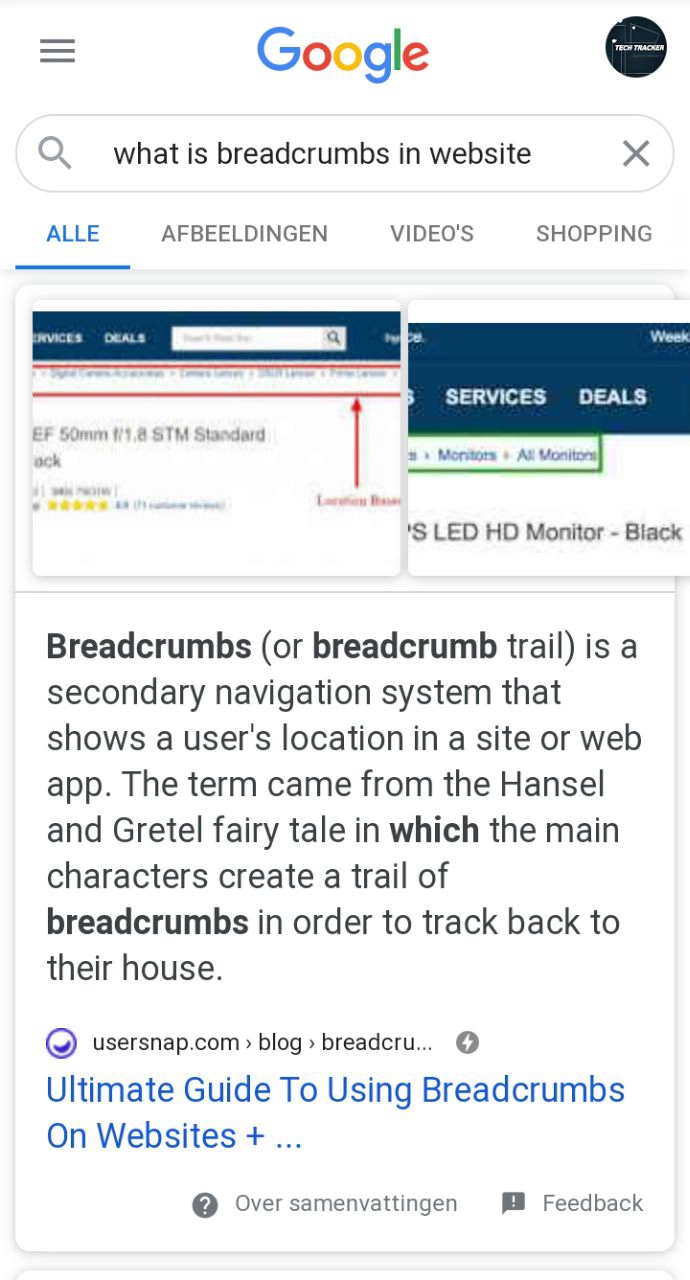 Google
TECH TRACKER
what is breadcrumbs in website
ALLE AFBEELDINGEN VIDEO'S SHOPPING
ERVICES DEALS
EF 50mm f/1.8 STM Standard
ack
Location Base
ce. Week
S SERVICES DEALS
s › Monitors › All Monitors
PS LED HD Monitor - Black
Breadcrumbs (or breadcrumb trail) is a
secondary navigation system that
shows a user's location in a site or web
app. The term came from the Hansel
and Gretel fairy tale in which the main
characters create a trail of
breadcrumbs in order to track back to
their house.
usersnap.com › blog › breadcru...
Ultimate Guide To Using Breadcrumbs
On Websites + ...
Over samenvattingen Feedback